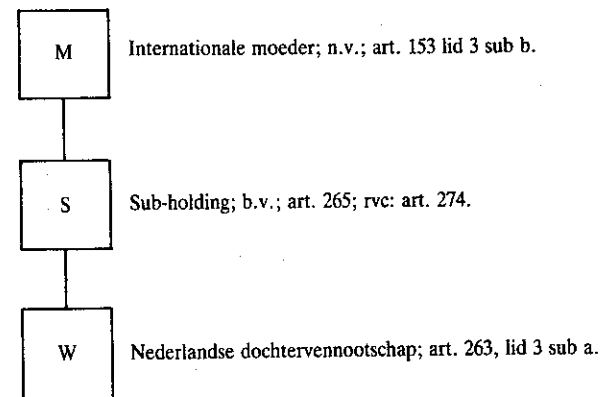 M Internationale moeder; n.v.; art. 153 lid 3 sub b.
S Sub-holding; b.v.; art. 265; rvc: art. 274.
W Nederlandse dochtervennootschap; art. 263, lid 3 sub a.